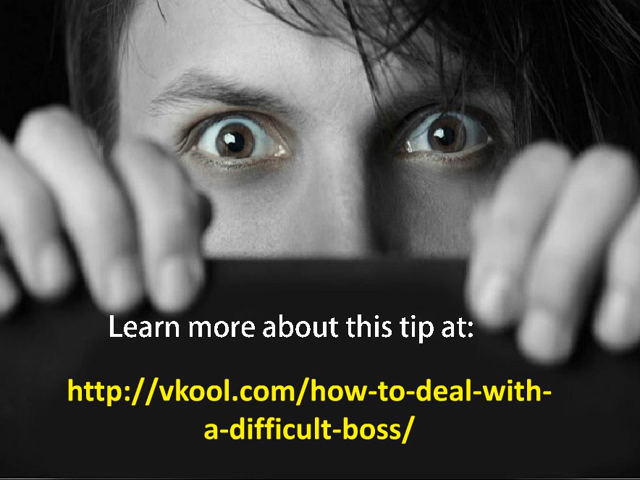 Learn more about this tip at:
http://vkool.com/how-to-deal-with-
a-difficult-boss/